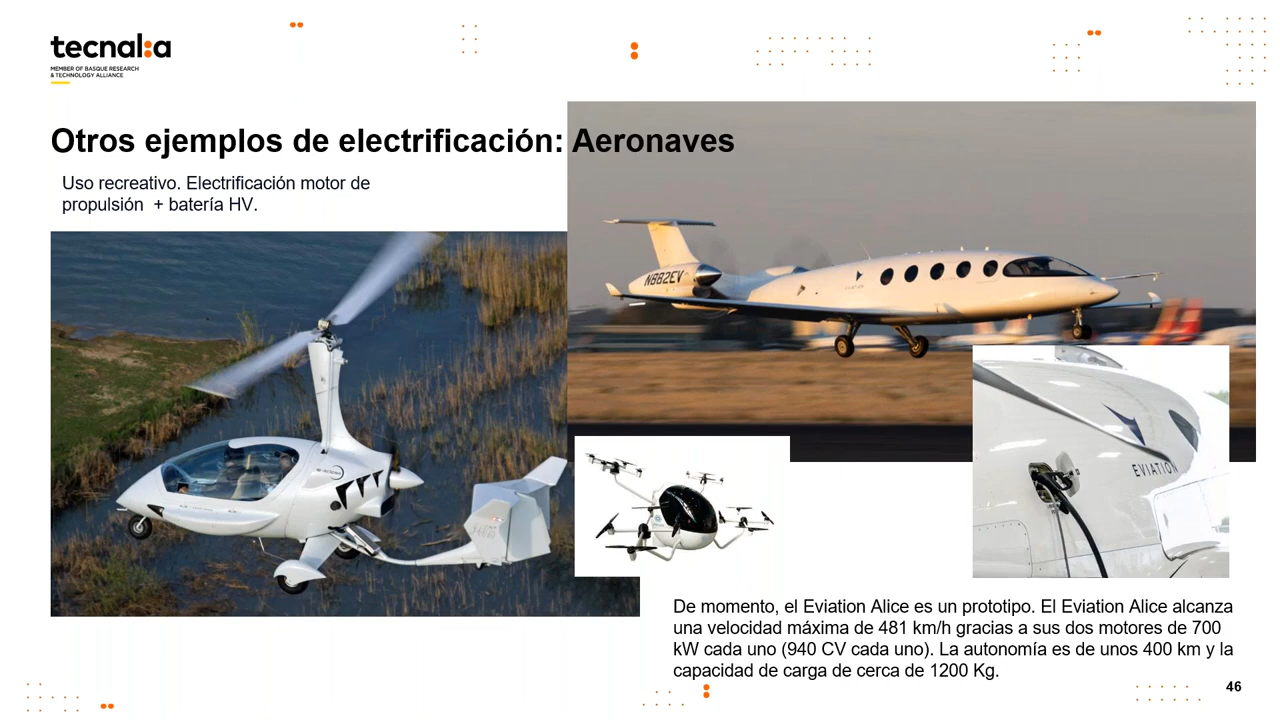 tecnal:a
MEMBER OF BASQUE RESEARCH
& TECHNOLOGY ALLIANCE
Otros ejemplos de electrificación: Aeronaves
Uso recreativo. Electrificación motor de
propulsión + batería HV.
N882EV
EVIATION
De momento, el Eviation Alice es un prototipo. El Eviation Alice alcanza
una velocidad máxima de 481 km/h gracias a sus dos motores de 700
kW cada uno (940 CV cada uno). La autonomía es de unos 400 km y la
capacidad de carga de cerca de 1200 Kg.
46